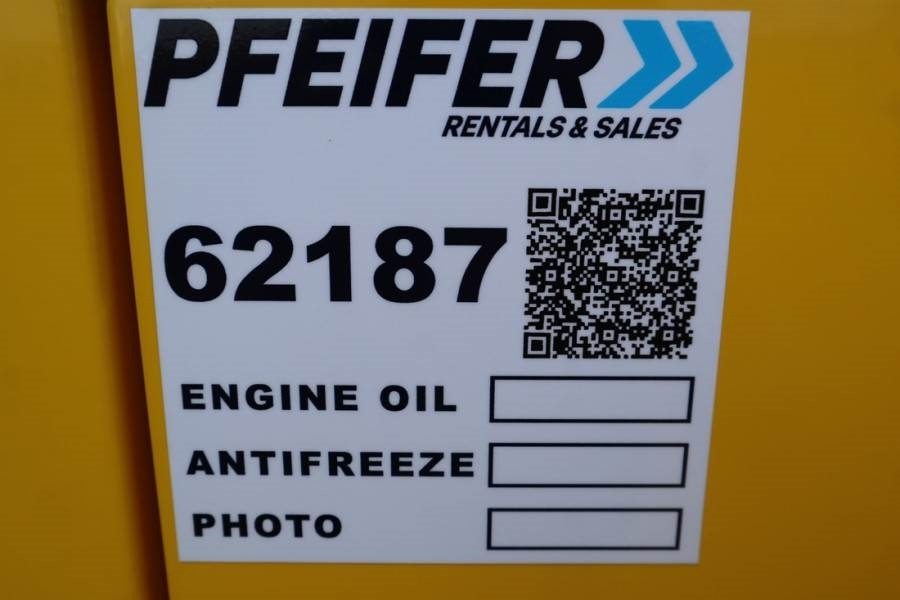 PFEIFER
RENTALS & SALES
62187
ENGINE OIL
ANTIFREEZE
PHOTO